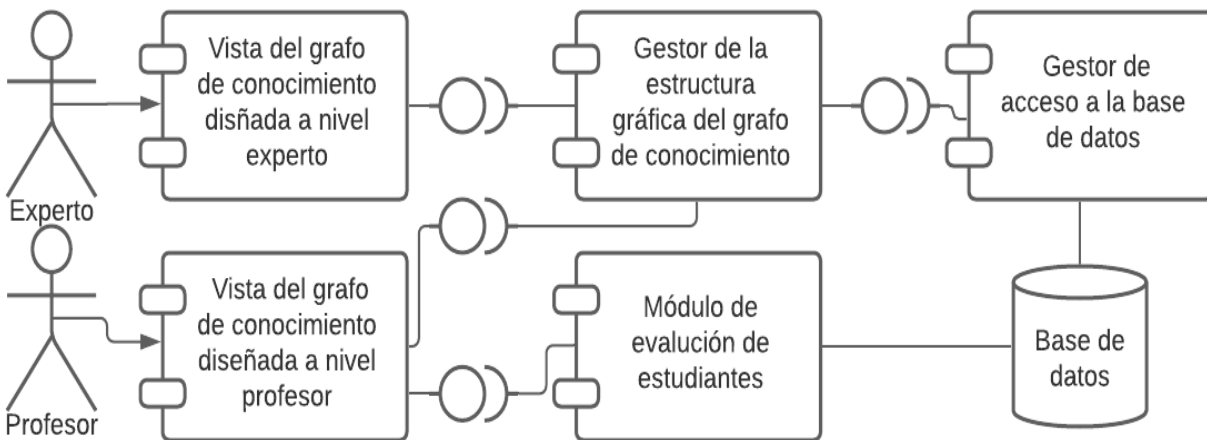 Vista del grafo
de conocimiento
disñada a nivel
experto
Gestor de la
estructura
gráfica del grafo
de conocimiento
Gestor de
acceso a la base
de datos
Experto
Vista del grafo
de conocimiento
diseñada a nivel
profesor
Módulo de
evalución de
estudiantes
Base de
datos
Profesor